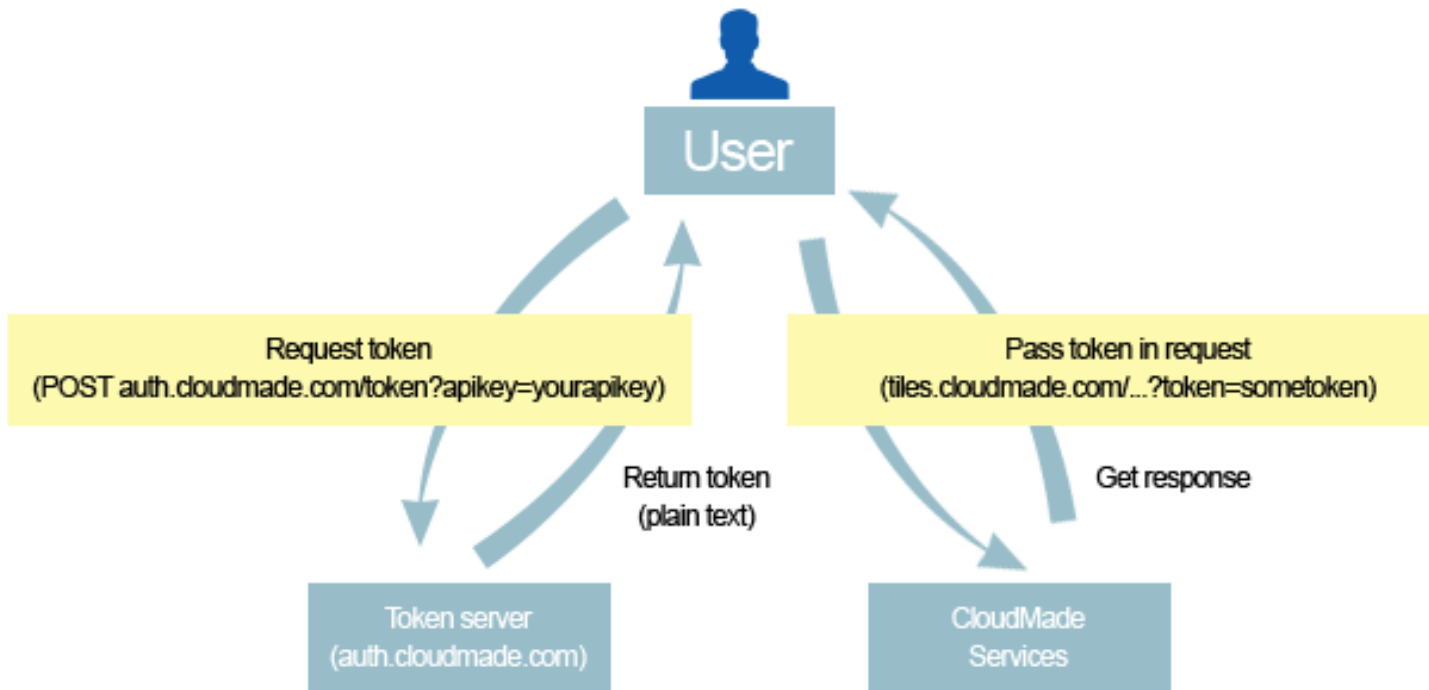 User
Request token
(POST auth.cloudmade.com/token?apikey=yourapikey)
Pass token in request
(tiles.cloudmade.com/...?token=sometoken)
Return token
(plain text)
Get response
Token server
(auth.cloudmade.com)
CloudMade
Services